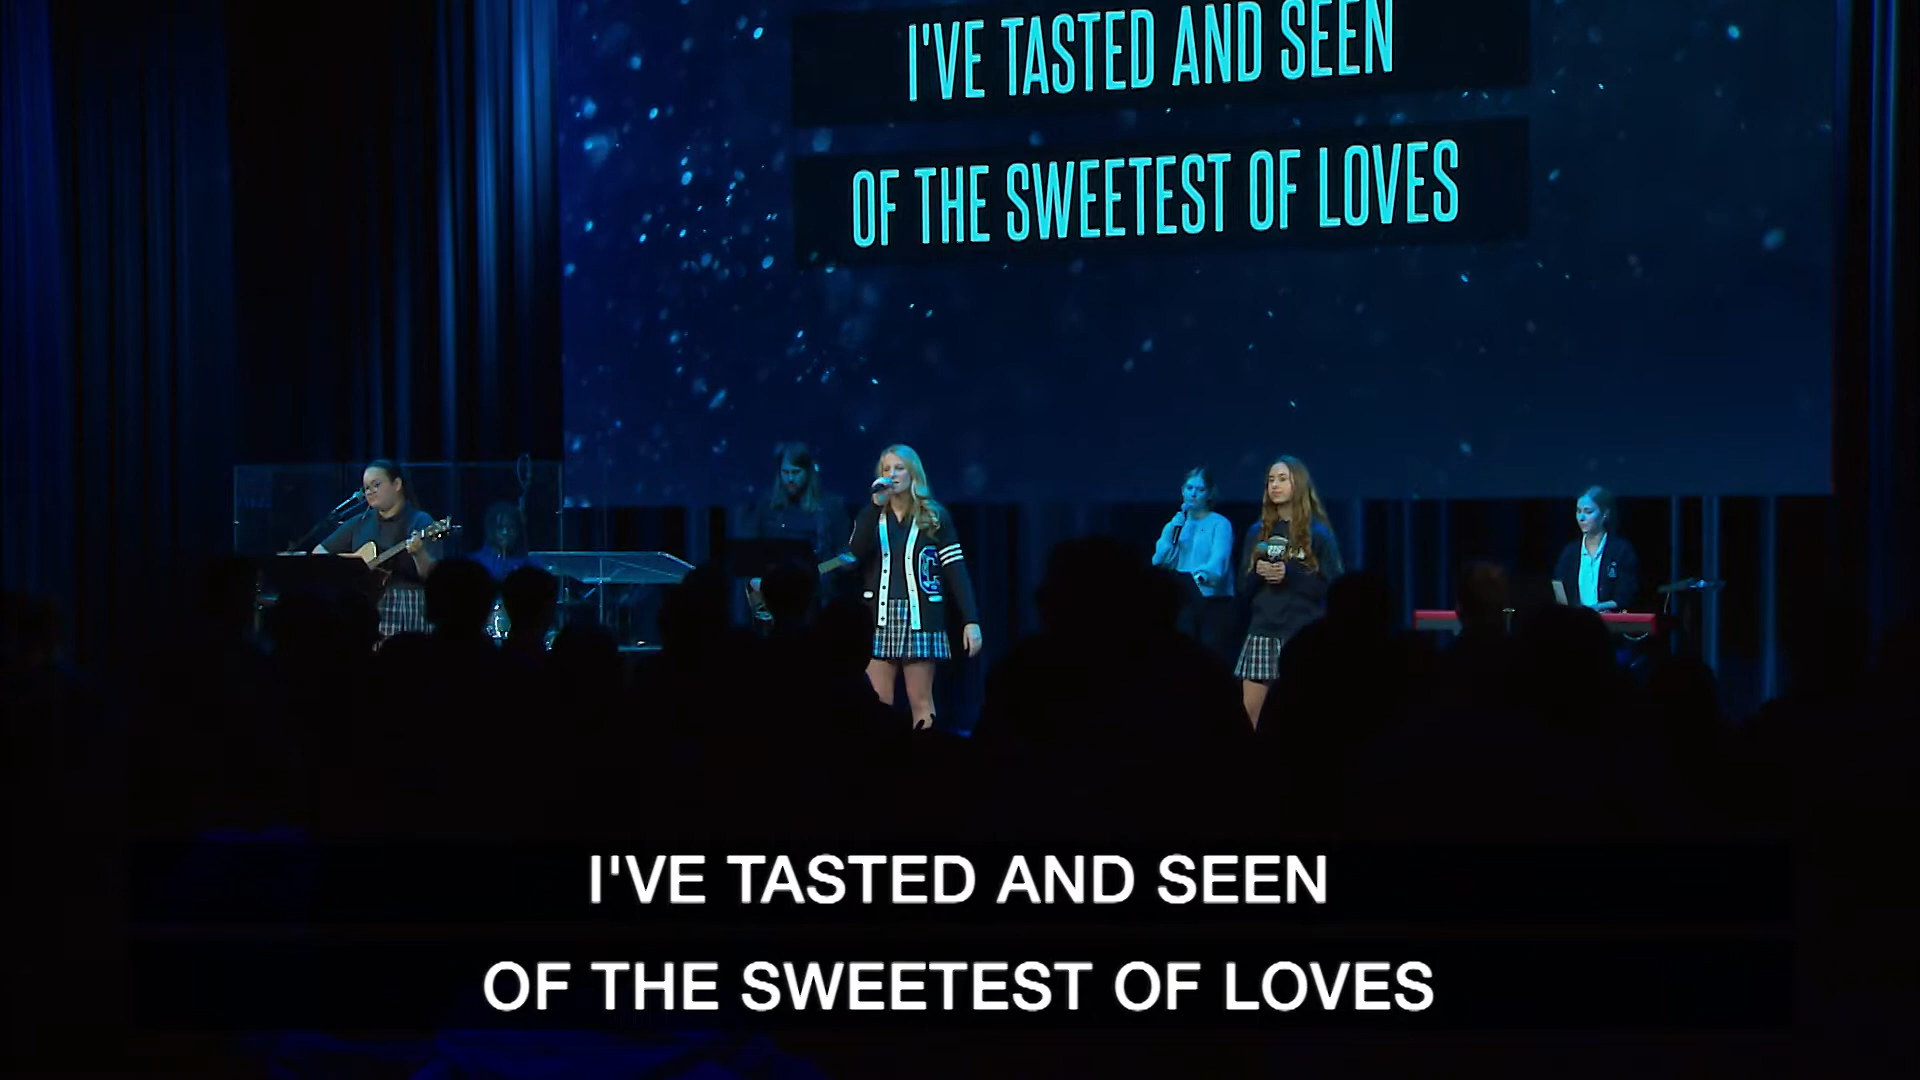 I'VE TASTED AND SEEN
OF THE SWEETEST OF LOVES
C
I'VE TASTED AND SEEN
OF THE SWEETEST OF LOVES